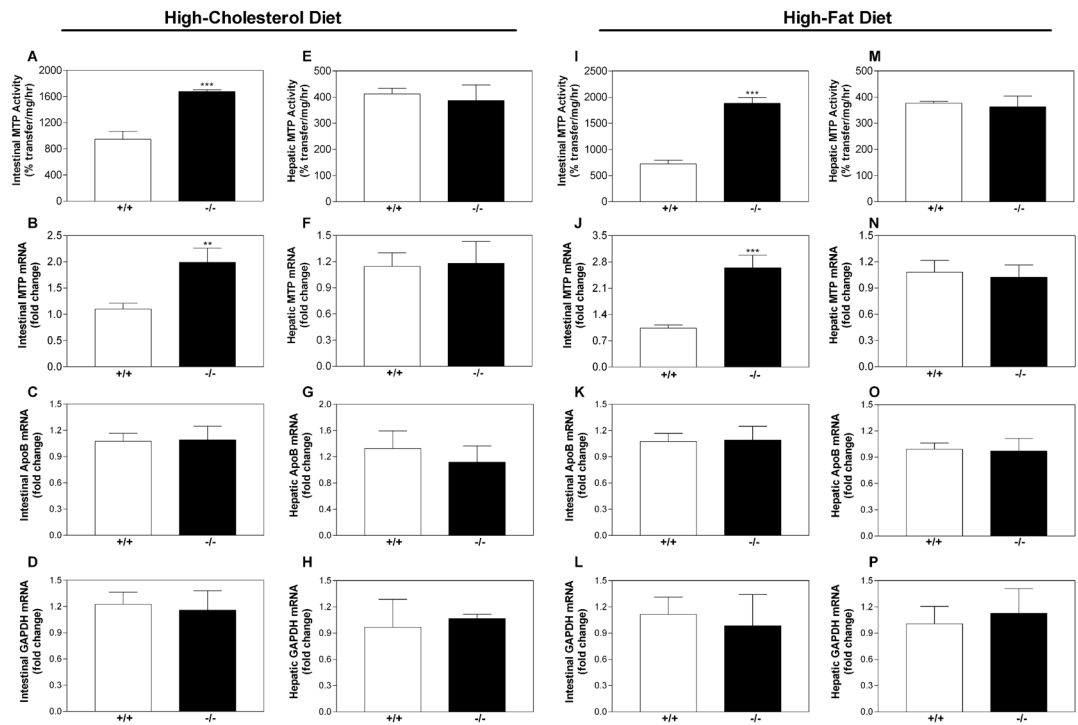 High-Cholesterol Diet
High-Fat Diet
A
Intestinal MTP Activity
(% transfer/mg/hr)
2000
1600
1200
800
400
0
***
+/+
-/-
E
Hepatic MTP Activity
(% transfer/mg/hr)
500
400
300
200
100
0
+/+
-/-
I
Intestinal MTP Activity
(% transfer/mg/hr)
2500
2000
1500
1000
500
0
***
+/+
-/-
M
Hepatic MTP Activity
(% transfer/mg/hr)
500
400
300
200
100
0
+/+
-/-
B
Intestinal MTP mRNA
(fold change)
2.5
2.0
1.5
1.0
0.5
0.0
**
+/+
-/-
F
Hepatic MTP mRNA
(fold change)
1.5
1.2
0.9
0.6
0.3
0.0
+/+
-/-
J
Intestinal MTP mRNA
(fold change)
3.5
2.8
2.1
1.4
0.7
0.0
***
+/+
-/-
N
Hepatic MTP mRNA
(fold change)
1.5
1.2
0.9
0.6
0.3
0.0
+/+
-/-
C
Intestinal ApoB mRNA
(fold change)
1.5
1.2
0.9
0.6
0.3
0.0
+/+
-/-
G
Hepatic ApoB mRNA
(fold change)
2.0
1.6
1.2
0.8
0.4
0.0
+/+
-/-
K
Intestinal ApoB mRNA
(fold change)
1.5
1.2
0.9
0.6
0.3
0.0
+/+
-/-
O
Hepatic ApoB mRNA
(fold change)
1.5
1.2
0.9
0.6
0.3
0.0
+/+
-/-
D
Intestinal GAPDH mRNA
(fold change)
1.5
1.2
0.9
0.6
0.3
0.0
+/+
-/-
H
Hepatic GAPDH mRNA
(fold change)
1.5
1.2
0.9
0.6
0.3
0.0
+/+
-/-
L
Intestinal GAPDH mRNA
(fold change)
1.5
1.2
0.9
0.6
0.3
0.0
+/+
-/-
P
Hepatic GAPDH mRNA
(fold change)
1.5
1.2
0.9
0.6
0.3
0.0
+/+
-/-